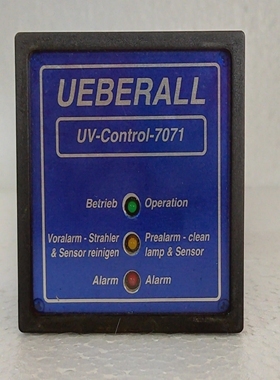 UEBERALL
UV-Control-7071
Betrieb Operation
Voralarm - Strahler Prealarm - clean
& Sensor reinigen lamp & Sensor
Alarm Alarm